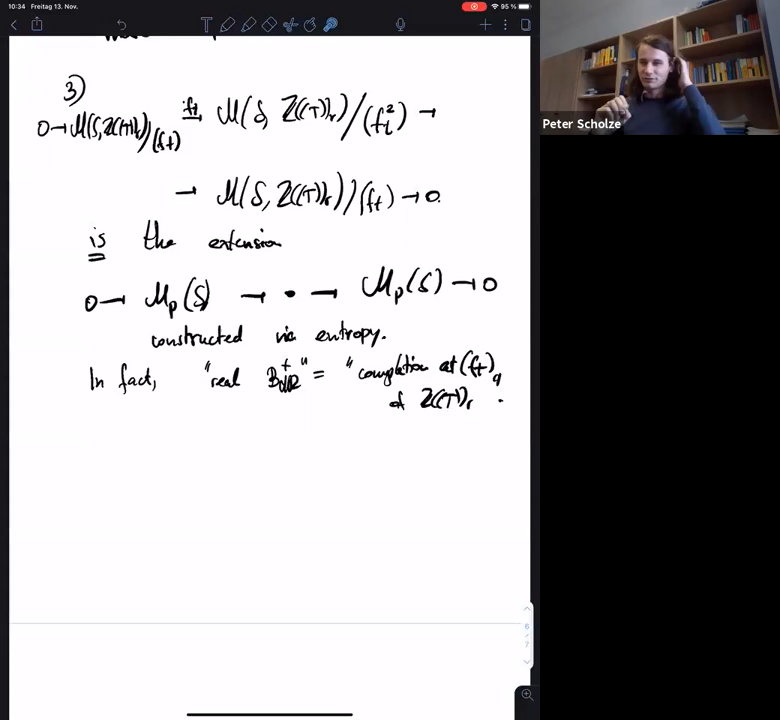 10:34 Freitag 13. Nov.
95 %
Peter Scholze
3)
0 → M(S, Z((T))_r)/(f_t) →^{f_t} M(S, Z((T))_r)/(f_t^2) →
→ M(S, Z((T))_r)/(f_t) → 0.
is the extension
0 → M_p(S) → • → M_p(S) → 0
constructed via entropy.
In fact, "real B_dR^+" = "completion at (f_t)
of Z((T))_r".
6
7